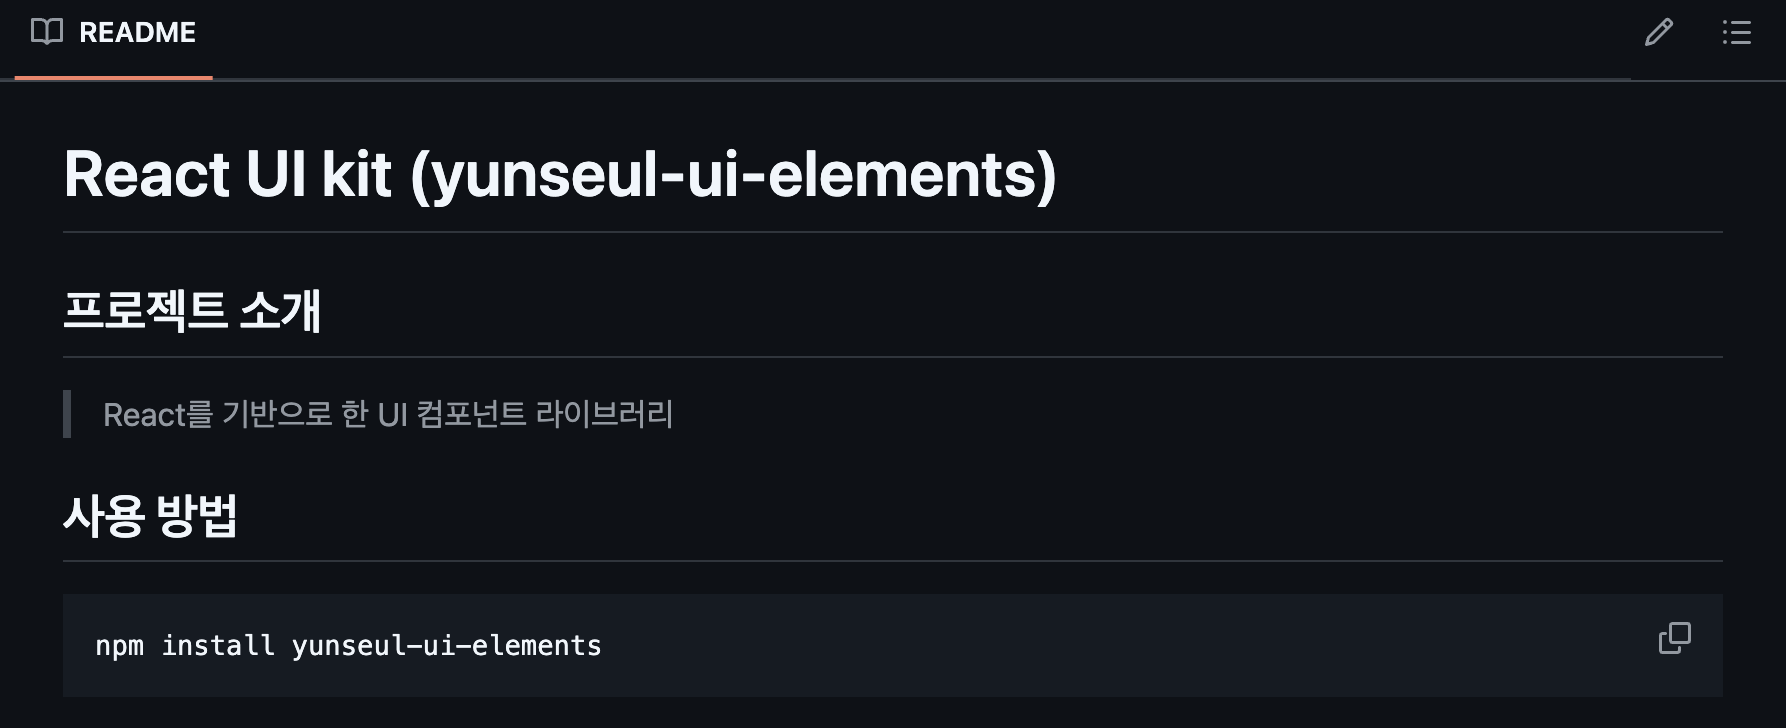 README
React UI kit (yunseul-ui-elements)
프로젝트 소개
React를 기반으로 한 UI 컴포넌트 라이브러리
사용 방법
npm install yunseul-ui-elements